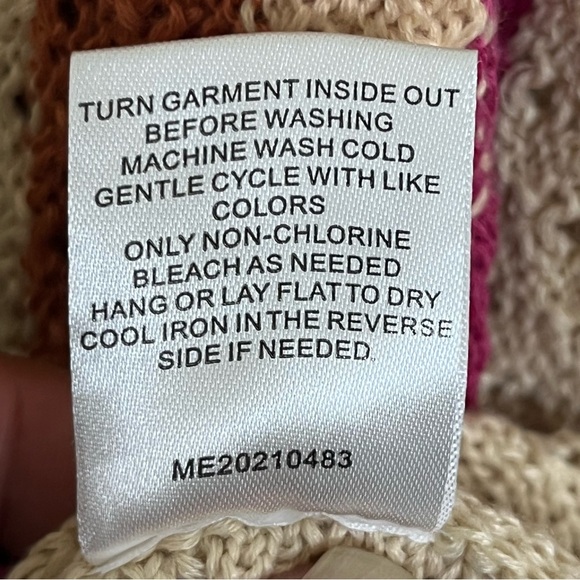 TURN GARMENT INSIDE OUT
BEFORE WASHING
MACHINE WASH COLD
GENTLE CYCLE WITH LIKE
COLORS
ONLY NON-CHLORINE
BLEACH AS NEEDED
HANG OR LAY FLAT TO DRY
COOL IRON IN THE REVERSE
SIDE IF NEEDED
ME20210483